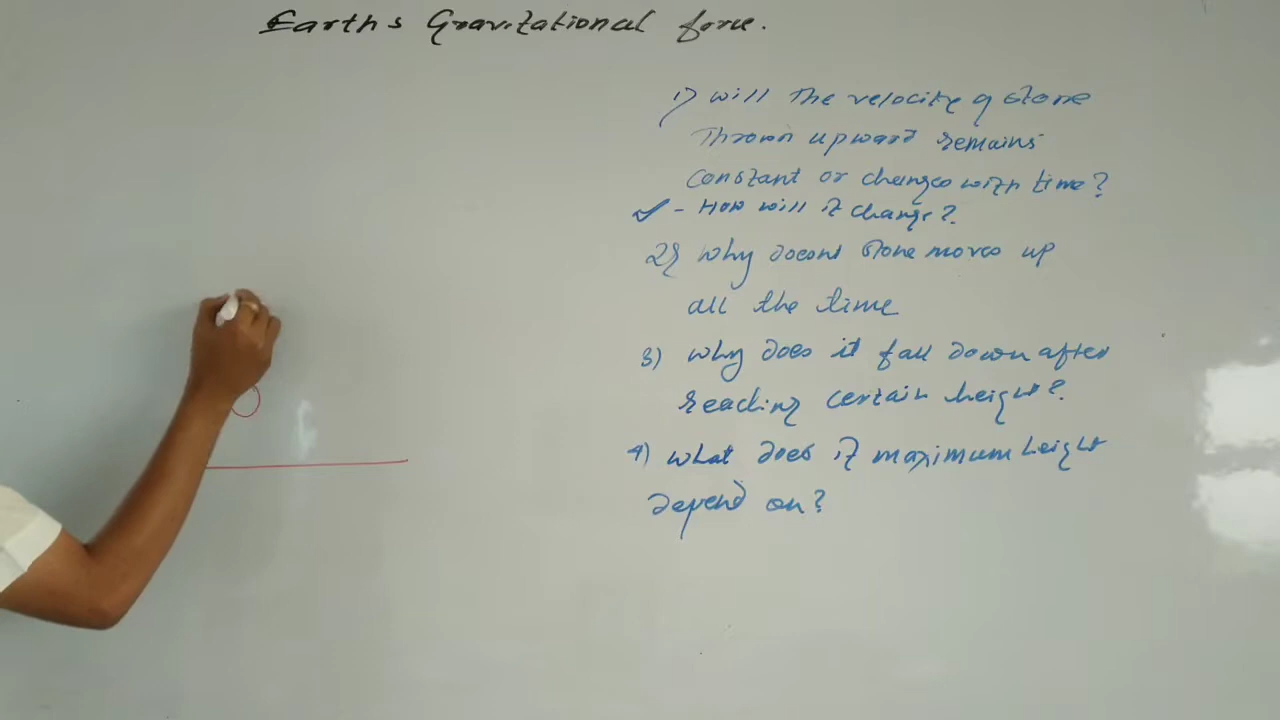 Earths Gravitational force.
1) will the velocity of stone
Thrown upward remains
constant or changes with time?
✓ - How will it change?
2) why doesnt stone moves up
all the time
3) why does it fall down after
reaching certain height?
4) what does it maximum height
depend on?